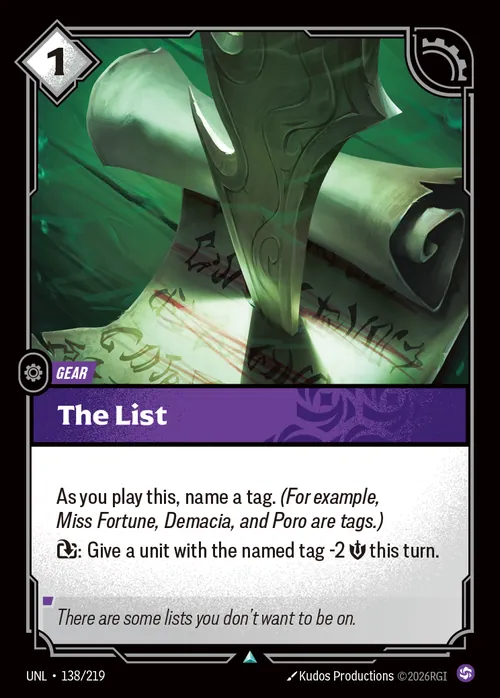 1
GEAR
The List
As you play this, name a tag. (For example,
Miss Fortune, Demacia, and Poro are tags.)
: Give a unit with the named tag -2 this turn.
There are some lists you don't want to be on.
UNL • 138/219
Kudos Productions ©2026RGI